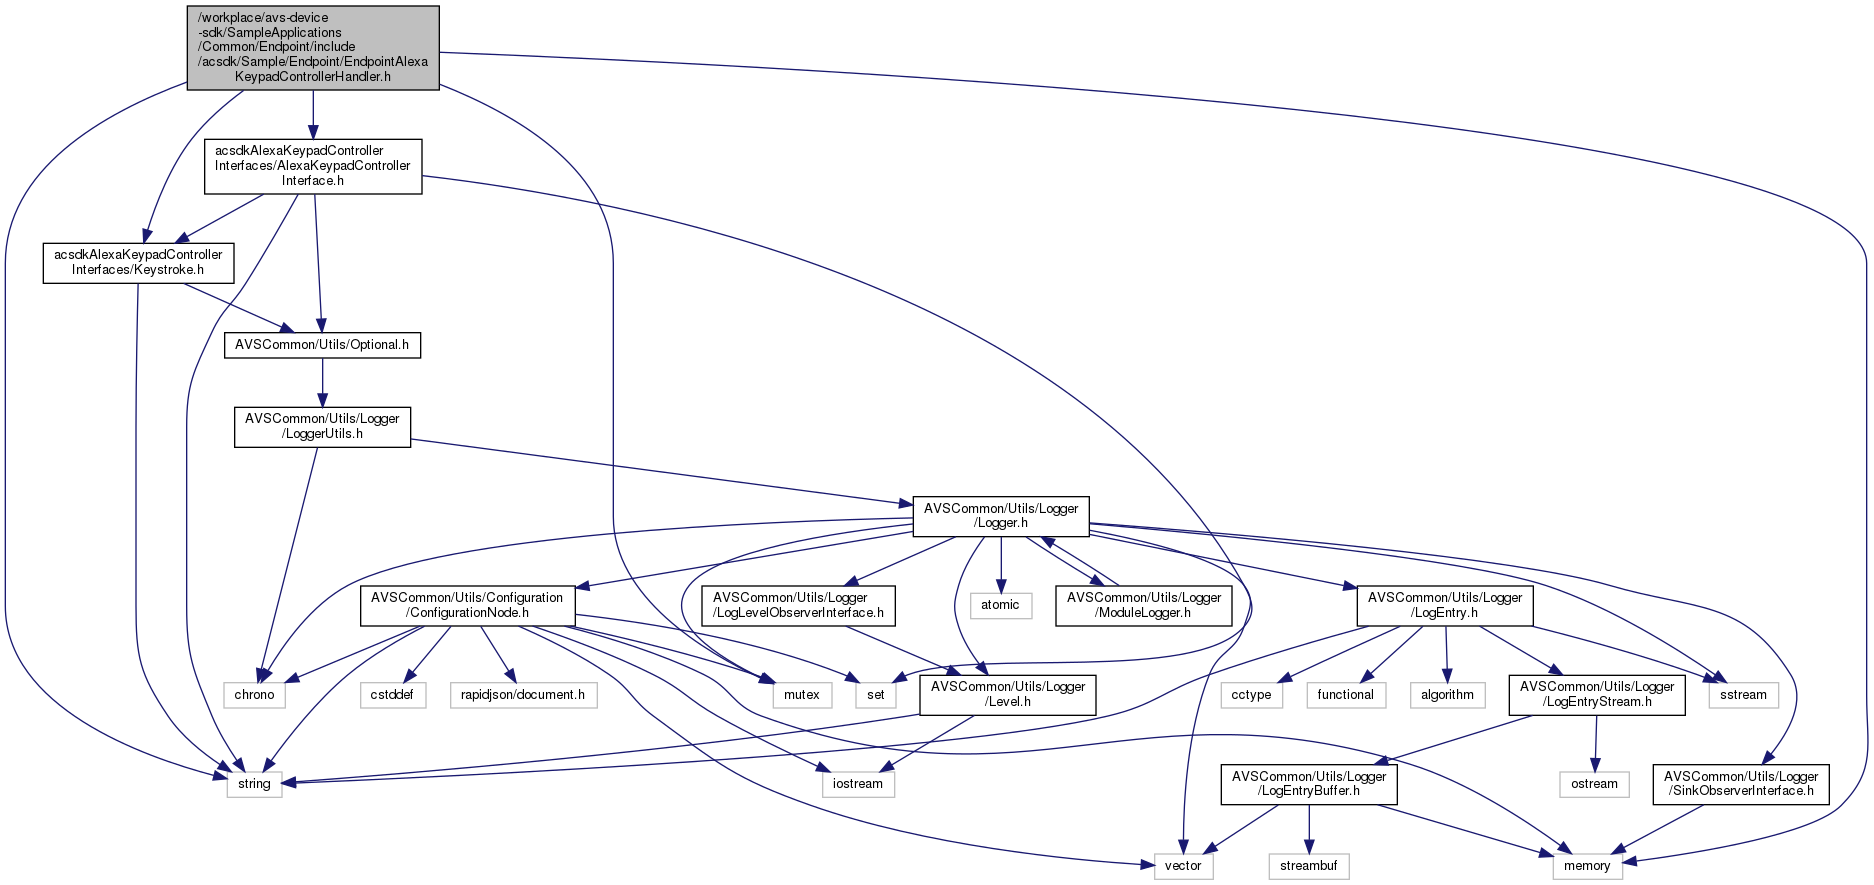 /workplace/avs-device
-sdk/SampleApplications
/Common/Endpoint/include
/acsdk/Sample/Endpoint/EndpointAlexa
KeypadControllerHandler.h
acsdkAlexaKeypadController
Interfaces/AlexaKeypadController
Interface.h
acsdkAlexaKeypadController
Interfaces/Keystroke.h
AVSCommon/Utils/Optional.h
AVSCommon/Utils/Logger
/LoggerUtils.h
AVSCommon/Utils/Logger
/Logger.h
AVSCommon/Utils/Configuration
/ConfigurationNode.h
AVSCommon/Utils/Logger
/LogLevelObserverInterface.h
atomic
AVSCommon/Utils/Logger
/ModuleLogger.h
AVSCommon/Utils/Logger
/LogEntry.h
chrono
cstddef
rapidjson/document.h
mutex
set
AVSCommon/Utils/Logger
/Level.h
cctype
functional
algorithm
AVSCommon/Utils/Logger
/LogEntryStream.h
sstream
string
iostream
AVSCommon/Utils/Logger
/LogEntryBuffer.h
ostream
AVSCommon/Utils/Logger
/SinkObserverInterface.h
vector
streambuf
memory